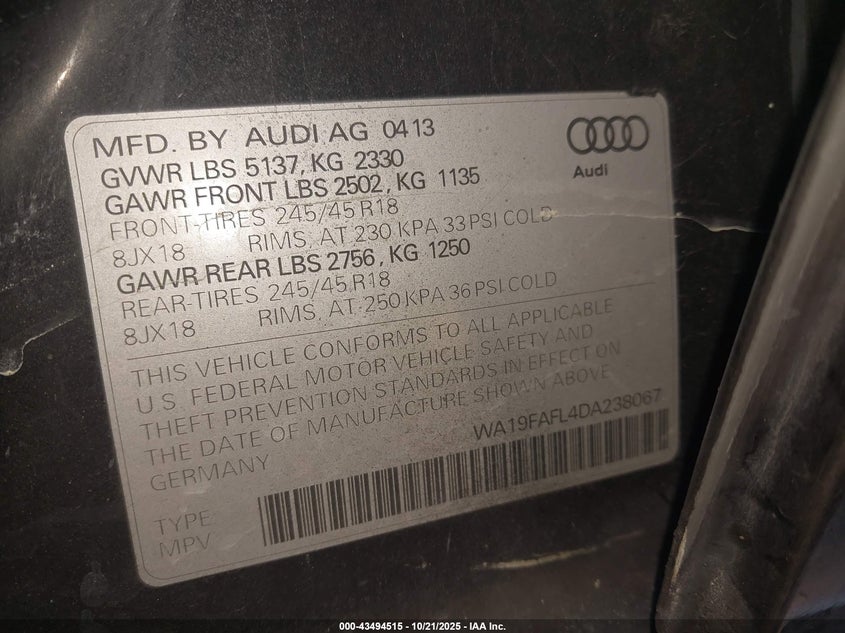 MFD. BY AUDI AG 0413
GVWR LBS 5137, KG 2330
GAWR FRONT LBS 2502, KG 1135
FRONT-TIRES 245/45 R18
8JX18 RIMS, AT 230 KPA 33 PSI COLD
GAWR REAR LBS 2756, KG 1250
REAR-TIRES 245/45 R18
8JX18 RIMS, AT 250 KPA 36 PSI COLD
THIS VEHICLE CONFORMS TO ALL APPLICABLE
U.S. FEDERAL MOTOR VEHICLE SAFETY AND
THEFT PREVENTION STANDARDS IN EFFECT ON
THE DATE OF MANUFACTURE SHOWN ABOVE
GERMANY WA19FAFL4DA238067
TYPE
MPV
Audi
000-43494515 - 10/21/2025 - IAA Inc.